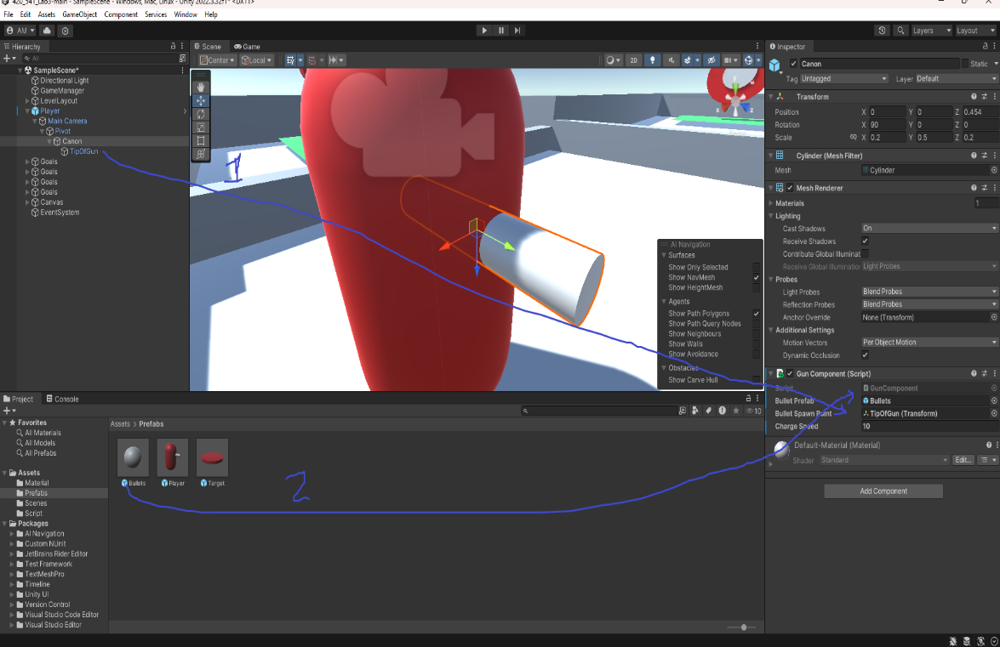 420_541_Lab3-main - SampleScene - Windows, Mac, Linux - Unity 2022.3.32f1* <DX11>
File Edit Assets GameObject Component Services Window Help
AM
Layers
Layout
Hierarchy
All
SampleScene*
Directional Light
GameManager
LevelLayout
Player
Main Camera
Pivot
Canon
TipOfGun
Goals
Goals
Goals
Goals
Canvas
EventSystem
Scene
Game
Center
Local
2D
1
AI Navigation
Surfaces
Show Only Selected
Show NavMesh
Show HeightMesh
Agents
Show Path Polygons
Show Path Query Nodes
Show Neighbours
Show Walls
Show Avoidance
Obstacles
Show Carve Hull
Inspector
Canon
Static
Tag Untagged
Layer Default
Transform
Position X 0 Y 0 Z 0.454
Rotation X 90 Y 0 Z 0
Scale X 0.2 Y 0.5 Z 0.2
Cylinder (Mesh Filter)
Mesh Cylinder
Mesh Renderer
Materials 1
Lighting
Cast Shadows On
Receive Shadows
Contribute Global Illuminat
Receive Global Illumination Light Probes
Probes
Light Probes Blend Probes
Reflection Probes Blend Probes
Anchor Override None (Transform)
Additional Settings
Motion Vectors Per Object Motion
Dynamic Occlusion
Gun Component (Script)
Script GunComponent
Bullet Prefab Bullets
Bullet Spawn Point TipOfGun (Transform)
Charge Speed 10
Default-Material (Material)
Shader Standard Edit...
Add Component
Project
Console
10
Favorites
All Materials
All Models
All Prefabs
Assets
Material
Prefabs
Scenes
Script
Packages
AI Navigation
Custom NUnit
JetBrains Rider Editor
Test Framework
TextMeshPro
Timeline
Unity UI
Version Control
Visual Studio Code Editor
Visual Studio Editor
Assets > Prefabs
Bullets
Player
Target
2